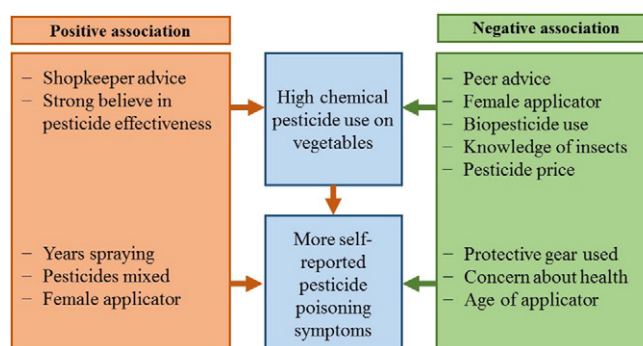 Positive association
– Shopkeeper advice
– Strong believe in
pesticide effectiveness
– Years spraying
– Pesticides mixed
– Female applicator
High chemical
pesticide use on
vegetables
More self-
reported
pesticide
poisoning
symptoms
Negative association
– Peer advice
– Female applicator
– Biopesticide use
– Knowledge of insects
– Pesticide price
– Protective gear used
– Concern about health
– Age of applicator